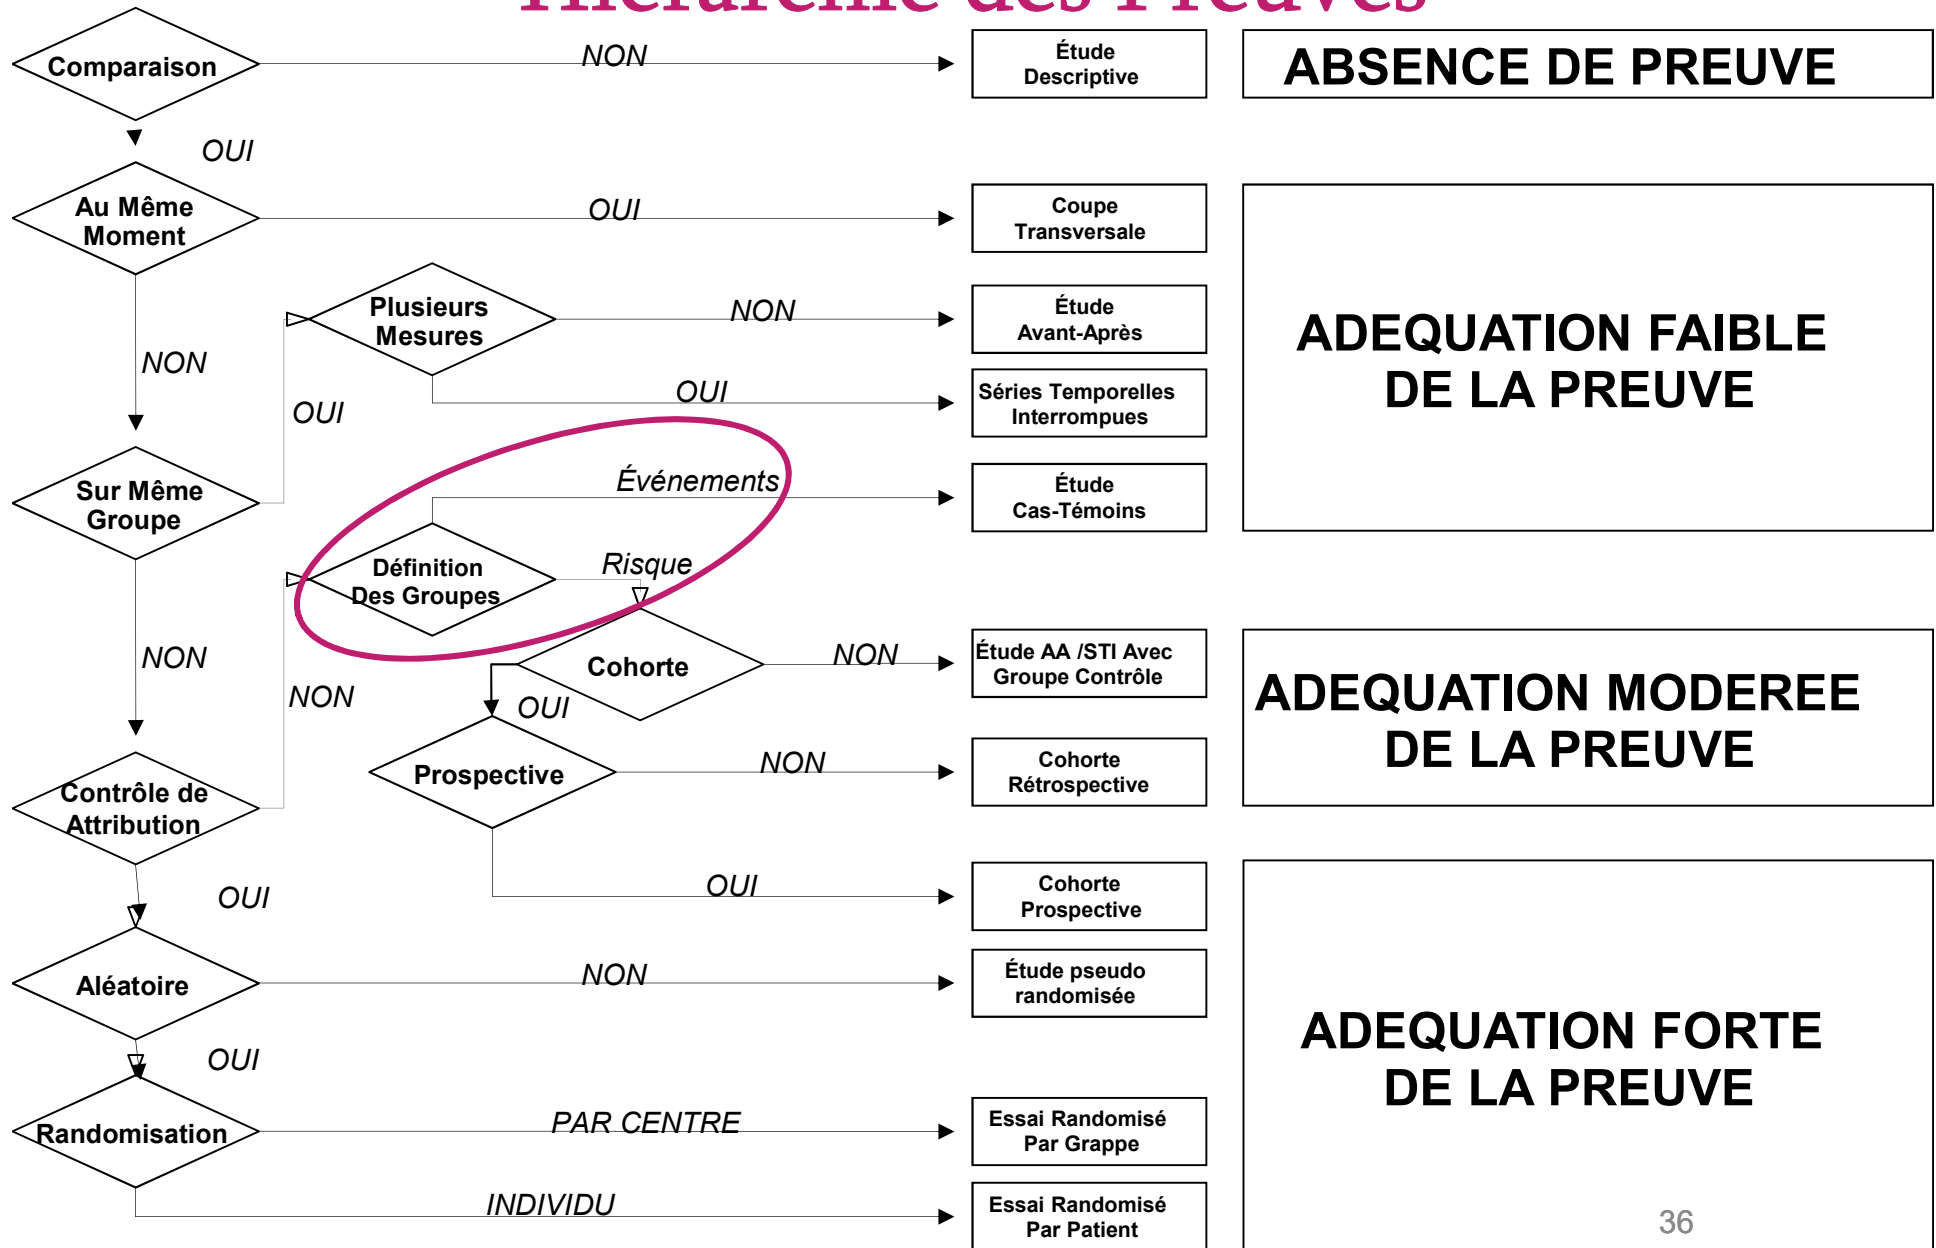 Hiérarchie des Preuves
Comparaison
NON
Étude
Descriptive
ABSENCE DE PREUVE
OUI
Au Même
Moment
OUI
Coupe
Transversale
Plusieurs
Mesures
NON
Étude
Avant-Après
ADEQUATION FAIBLE
DE LA PREUVE
NON
OUI
OUI
Séries Temporelles
Interrompues
Sur Même
Groupe
Événements
Étude
Cas-Témoins
Définition
Des Groupes
Risque
NON
NON
Cohorte
NON
Étude AA /STI Avec
Groupe Contrôle
ADEQUATION MODEREE
DE LA PREUVE
OUI
Prospective
NON
Cohorte
Rétrospective
Contrôle de
Attribution
OUI
OUI
Cohorte
Prospective
Aléatoire
NON
Étude pseudo
randomisée
ADEQUATION FORTE
DE LA PREUVE
OUI
Randomisation
PAR CENTRE
Essai Randomisé
Par Grappe
INDIVIDU
Essai Randomisé
Par Patient
36